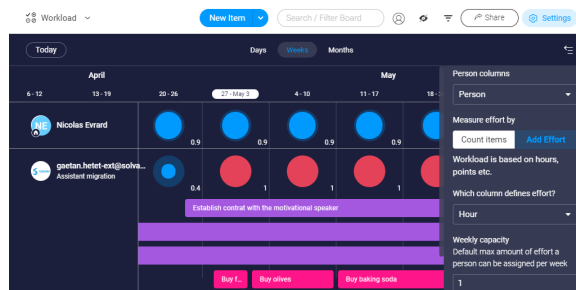 Workload
New Item
Search / Filter Board
Share
Settings
Today
Days
Weeks
Months
April
May
6 - 12
13 - 19
20 - 26
27 - May 3
4 - 10
11 - 17
18 -
NE
Nicolas Evrard
0.9
0.9
0.9
0.9
gaetan.hetet-ext@solva...
Assistant migration
0.4
1
1
1
Establish contrat with the motivational speaker
Buy f...
Buy olives
Buy baking soda
Person columns
Person
Measure effort by
Count items
Add Effort
Workload is based on hours,
points etc.
Which column defines effort?
Hour
Weekly capacity
Default max amount of effort a
person can be assigned per week
1